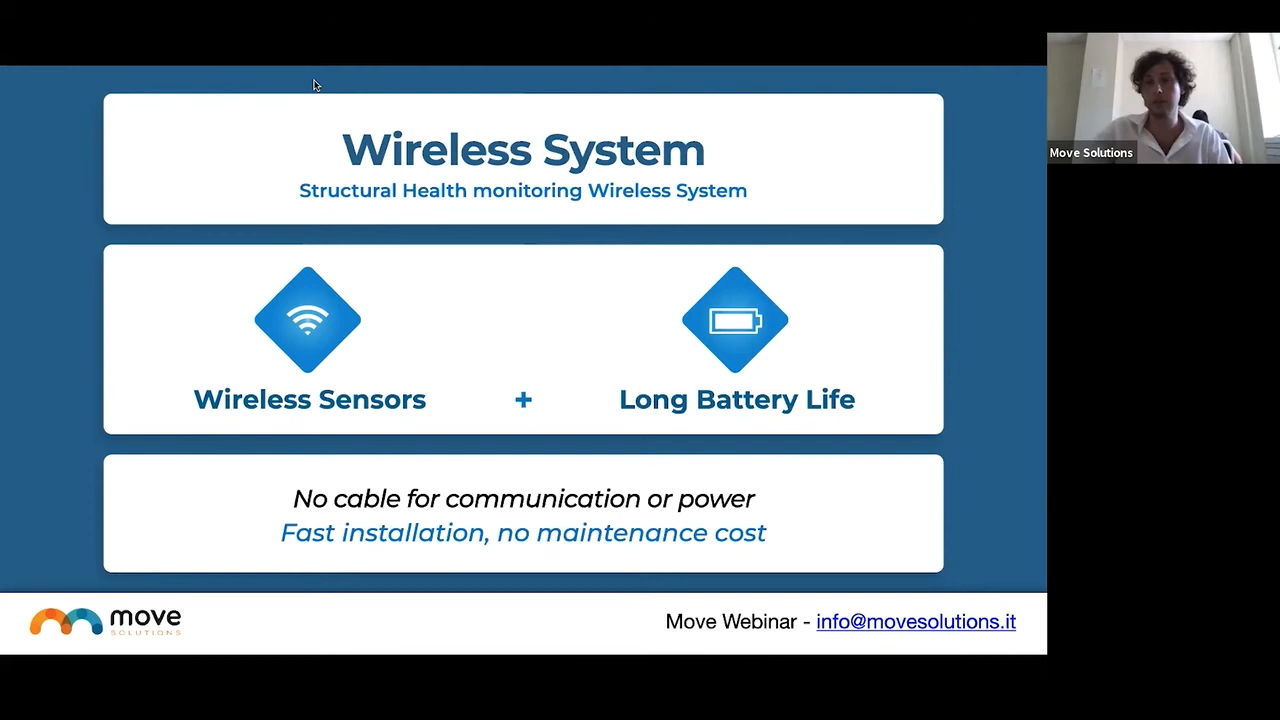 Wireless System
Structural Health monitoring Wireless System
Move Solutions
Wireless Sensors + Long Battery Life
No cable for communication or power
Fast installation, no maintenance cost
move
SOLUTIONS
Move Webinar - info@movesolutions.it